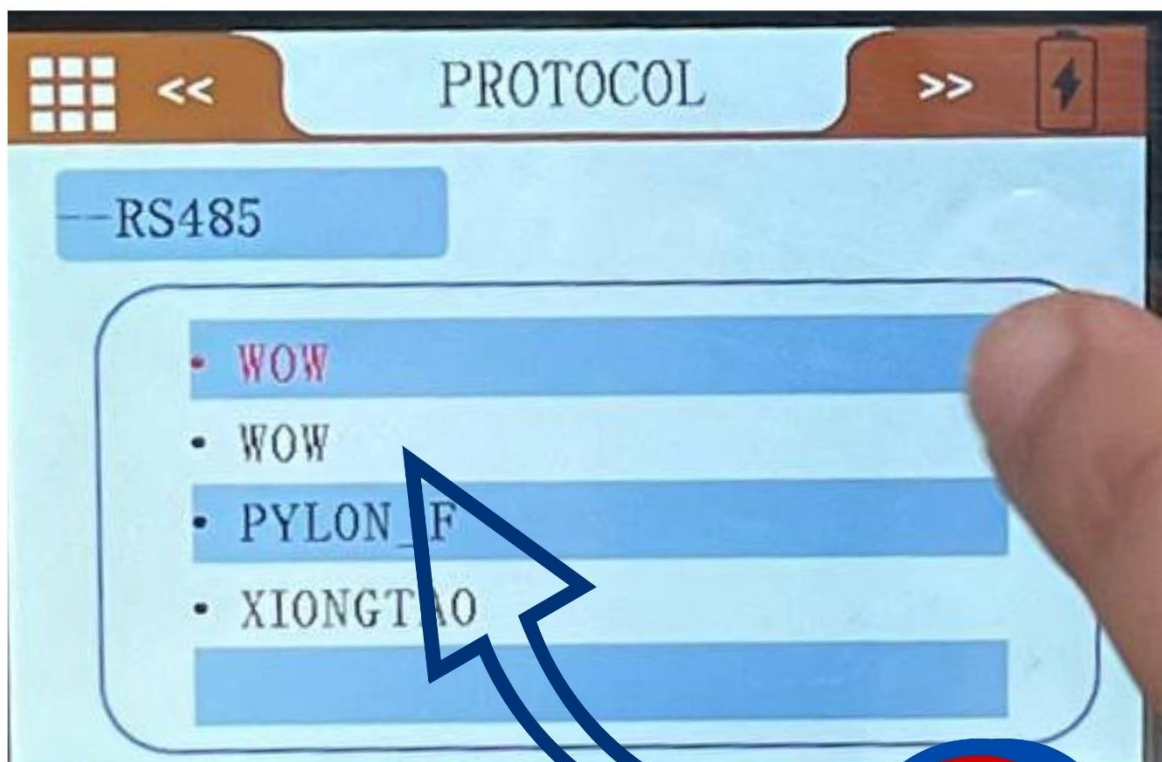 << PROTOCOL >>
--RS485
• WOW
• WOW
• PYLON_F
• XIONGTAO